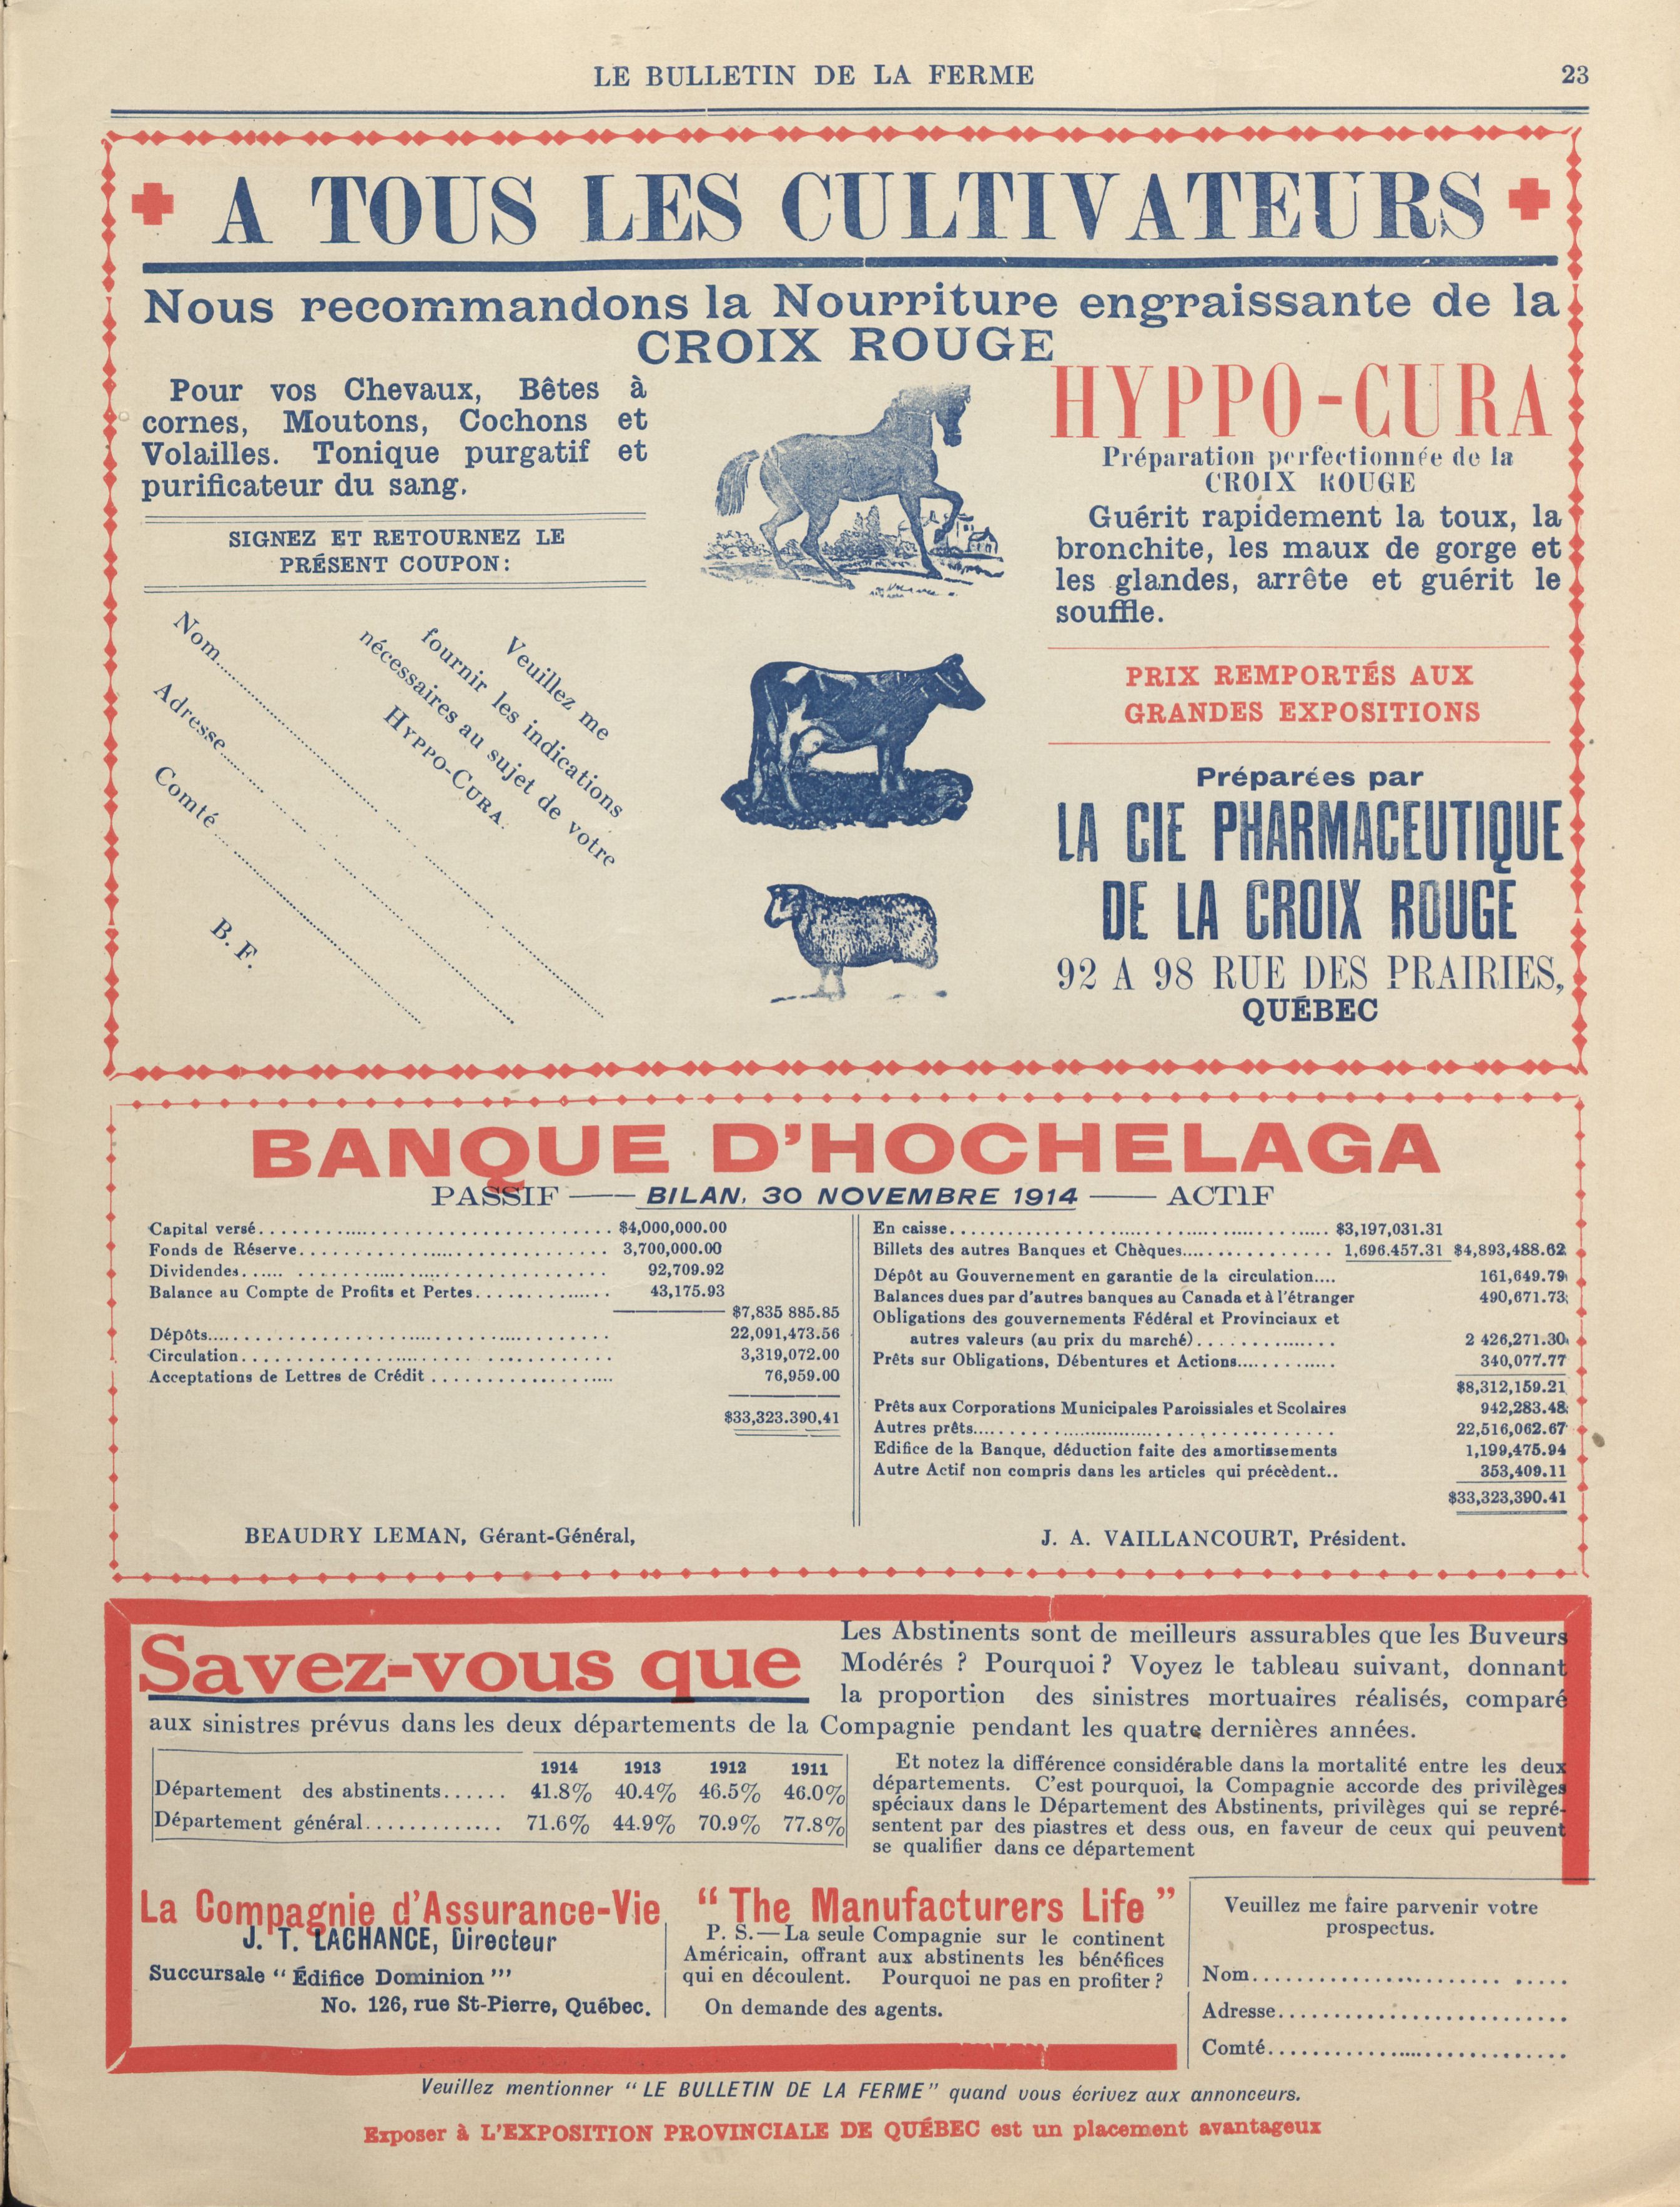 LE BULLETIN DE LA FERME 23
A TOUS LES CULTIVATEURS
Nous recommandons la Nourriture engraissante de la
CROIX ROUGE
Pour vos Chevaux, Bêtes à
cornes, Moutons, Cochons et
Volailles. Tonique purgatif et
purificateur du sang.
SIGNEZ ET RETOURNEZ LE
PRÉSENT COUPON:
Veuillez me
fournir les indications
nécessaires au sujet de votre
HYPPO-CURA.
Nom
Adresse
Comté
B. F.
HYPPO-CURA
Préparation perfectionnée de la
CROIX ROUGE
Guérit rapidement la toux, la
bronchite, les maux de gorge et
les glandes, arrête et guérit le
souffle.
PRIX REMPORTÉS AUX
GRANDES EXPOSITIONS
Préparées par
LA CIE PHARMACEUTIQUE
DE LA CROIX ROUGE
92 A 98 RUE DES PRAIRIES,
QUÉBEC
BANQUE D'HOCHELAGA
PASSIF — BILAN, 30 NOVEMBRE 1914 — ACTIF
Capital versé $4,000,000.00
Fonds de Réserve 3,700,000.00
Dividendes 92,709.92
Balance au Compte de Profits et Pertes 43,175.93
$7,835 885.85
Dépôts 22,091,473.56
Circulation 3,319,072.00
Acceptations de Lettres de Crédit 76,959.00
$33,323.390,41
BEAUDRY LEMAN, Gérant-Général,
En caisse $3,197,031.31
Billets des autres Banques et Chèques 1,696.457.31 $4,893,488.62
Dépôt au Gouvernement en garantie de la circulation.... 161,649.79
Balances dues par d'autres banques au Canada et à l'étranger 490,671.73
Obligations des gouvernements Fédéral et Provinciaux et
autres valeurs (au prix du marché) 2 426,271.30
Prêts sur Obligations, Débentures et Actions 340,077.77
$8,312,159.21
Prêts aux Corporations Municipales Paroissiales et Scolaires 942,283.48
Autres prêts 22,516,062.67
Edifice de la Banque, déduction faite des amortissements 1,199,475.94
Autre Actif non compris dans les articles qui précèdent.. 353,409.11
$33,323,390.41
J. A. VAILLANCOURT, Président.
Savez-vous que
Les Abstinents sont de meilleurs assurables que les Buveurs
Modérés ? Pourquoi ? Voyez le tableau suivant, donnant
la proportion des sinistres mortuaires réalisés, comparé
aux sinistres prévus dans les deux départements de la Compagnie pendant les quatre dernières années.
1914 1913 1912 1911
Département des abstinents...... 41.8% 40.4% 46.5% 46.0%
Département général............. 71.6% 44.9% 70.9% 77.8%
Et notez la différence considérable dans la mortalité entre les deux
départements. C'est pourquoi, la Compagnie accorde des privilèges
spéciaux dans le Département des Abstinents, privilèges qui se repré-
sentent par des piastres et dess ous, en faveur de ceux qui peuvent
se qualifier dans ce département
La Compagnie d'Assurance-Vie
J. T. LACHANCE, Directeur
Succursale “ Édifice Dominion ”'
No. 126, rue St-Pierre, Québec.
“ The Manufacturers Life ”
P. S.—La seule Compagnie sur le continent
Américain, offrant aux abstinents les bénéfices
qui en découlent. Pourquoi ne pas en profiter ?
On demande des agents.
Veuillez me faire parvenir votre
prospectus.
Nom
Adresse
Comté
Veuillez mentionner “ LE BULLETIN DE LA FERME ” quand vous écrivez aux annonceurs.
Exposer à L'EXPOSITION PROVINCIALE DE QUÉBEC est un placement avantageux